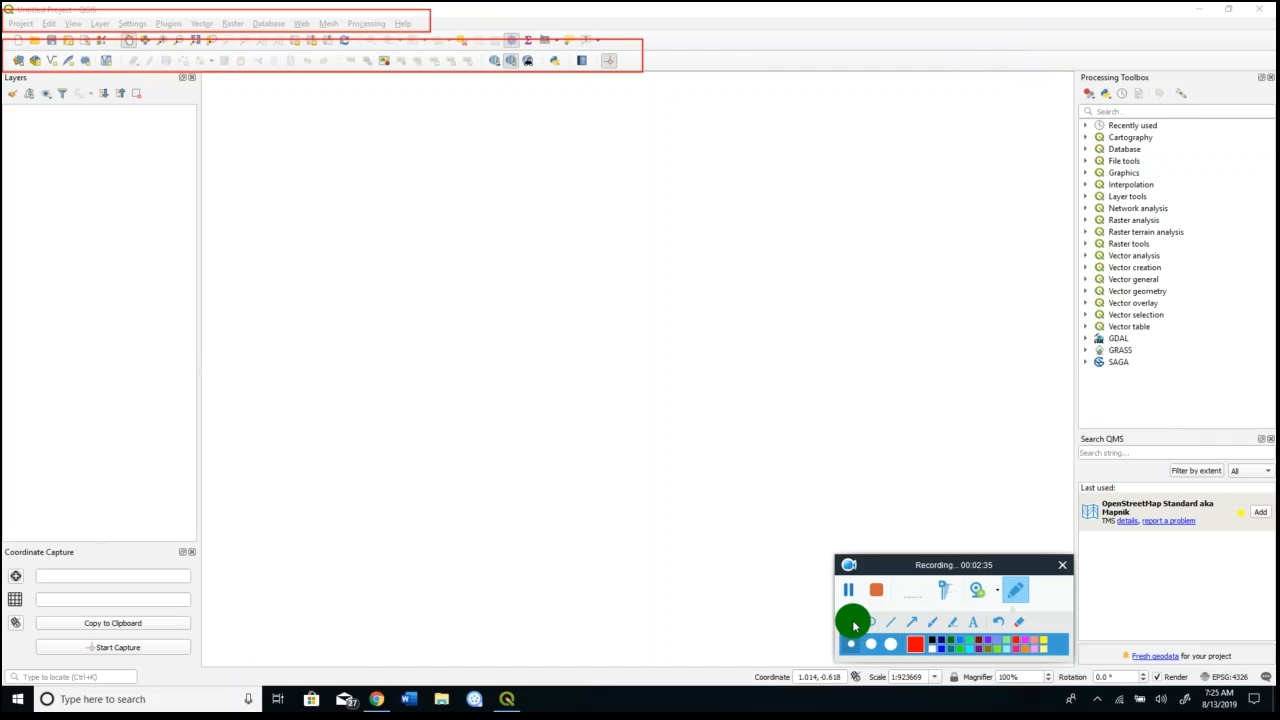 Untitled Project - QGIS
Project Edit View Layer Settings Plugins Vector Raster Database Web Mesh Processing Help
Layers
Coordinate Capture
Copy to Clipboard
Start Capture
Processing Toolbox
Search...
Recently used
Cartography
Database
File tools
Graphics
Interpolation
Layer tools
Network analysis
Raster analysis
Raster terrain analysis
Raster tools
Vector analysis
Vector creation
Vector general
Vector geometry
Vector overlay
Vector selection
Vector table
GDAL
GRASS
SAGA
Search QMS
Search string...
Filter by extent All
Last used:
OpenStreetMap Standard aka
Mapnik
TMS details, report a problem
Add
Fresh geodata for your project
Recording... 00:02:35
A
Type to locate (Ctrl+K)
Coordinate 1.014,-0.618 Scale 1:923669 Magnifier 100% Rotation 0.0 ° Render EPSG:4326
Type here to search
27
7:25 AM
8/13/2019